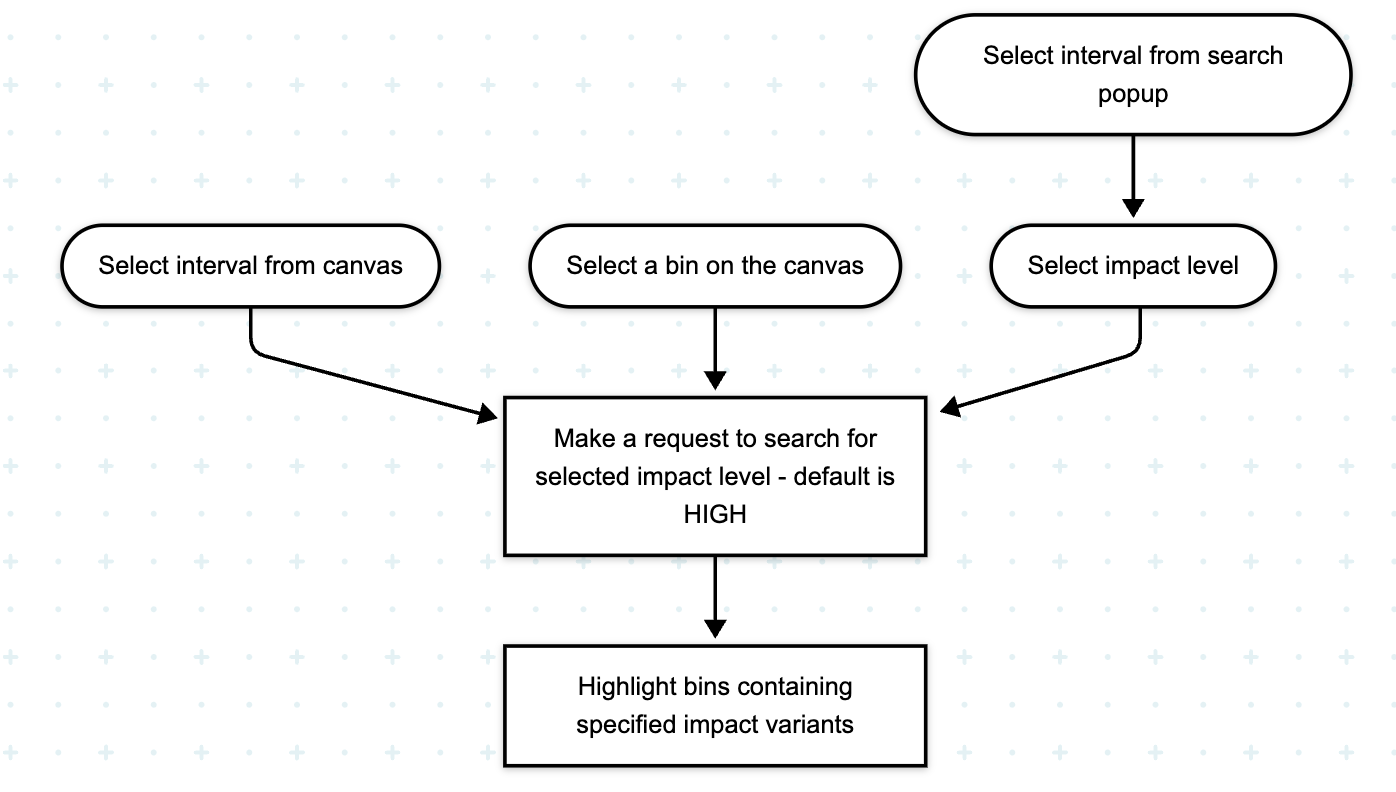 Select interval from search
popup
Select interval from canvas
Select a bin on the canvas
Select impact level
Make a request to search for
selected impact level - default is
HIGH
Highlight bins containing
specified impact variants